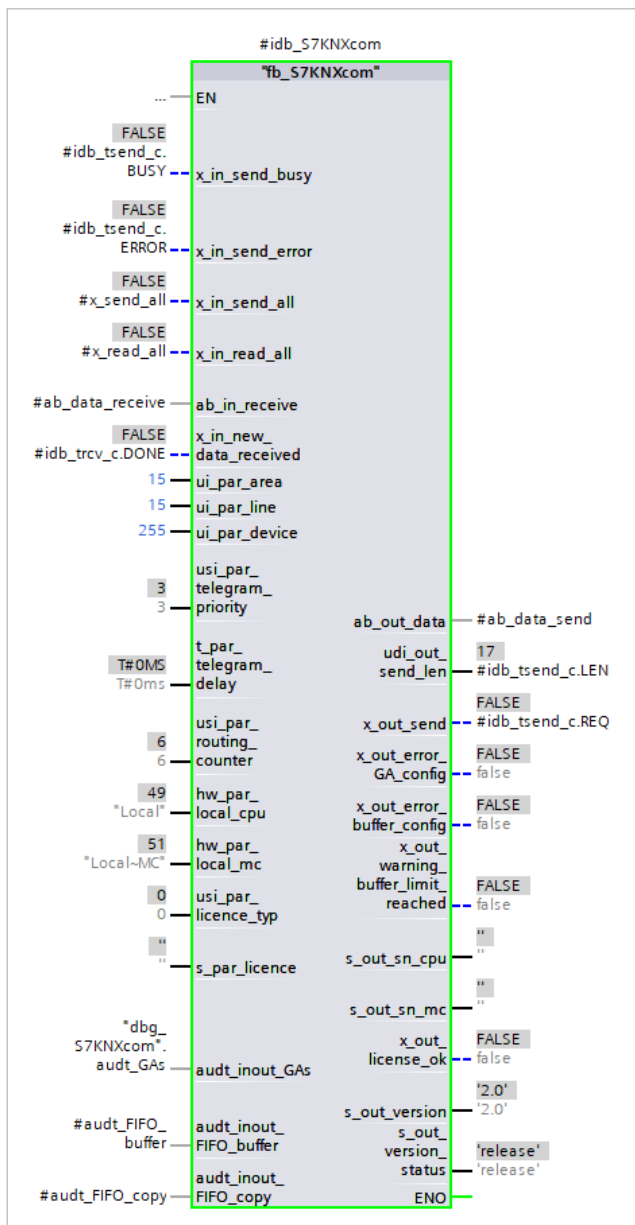 #idb_S7KNXcom
"fb_S7KNXcom"
... EN
FALSE
#idb_tsend_c.
BUSY x_in_send_busy
FALSE
#idb_tsend_c.
ERROR x_in_send_error
FALSE
#x_send_all x_in_send_all
FALSE
#x_read_all x_in_read_all
#ab_data_receive ab_in_receive
FALSE x_in_new_
#idb_trcv_c.DONE data_received
15 ui_par_area
15 ui_par_line
255 ui_par_device
usi_par_
3 telegram_
3 priority
t_par_
T#0MS telegram_
T#0ms delay
usi_par_
6 routing_
6 counter
49 hw_par_
"Local" local_cpu
51 hw_par_
"Local~MC" local_mc
0 usi_par_
0 licence_typ
''
'' s_par_licence
"dbg_
S7KNXcom".
audt_GAs audt_inout_GAs
#audt_FIFO_ audt_inout_
buffer FIFO_buffer
audt_inout_
#audt_FIFO_copy FIFO_copy
ab_out_data #ab_data_send
udi_out_ 17
send_len #idb_tsend_c.LEN
FALSE
x_out_send #idb_tsend_c.REQ
x_out_error_ FALSE
GA_config false
x_out_error_ FALSE
buffer_config false
x_out_
warning_
buffer_limit_ FALSE
reached false
''
s_out_sn_cpu ''
''
s_out_sn_mc ''
x_out_ FALSE
license_ok false
'2.0'
s_out_version '2.0'
s_out_
version_ 'release'
status 'release'
ENO